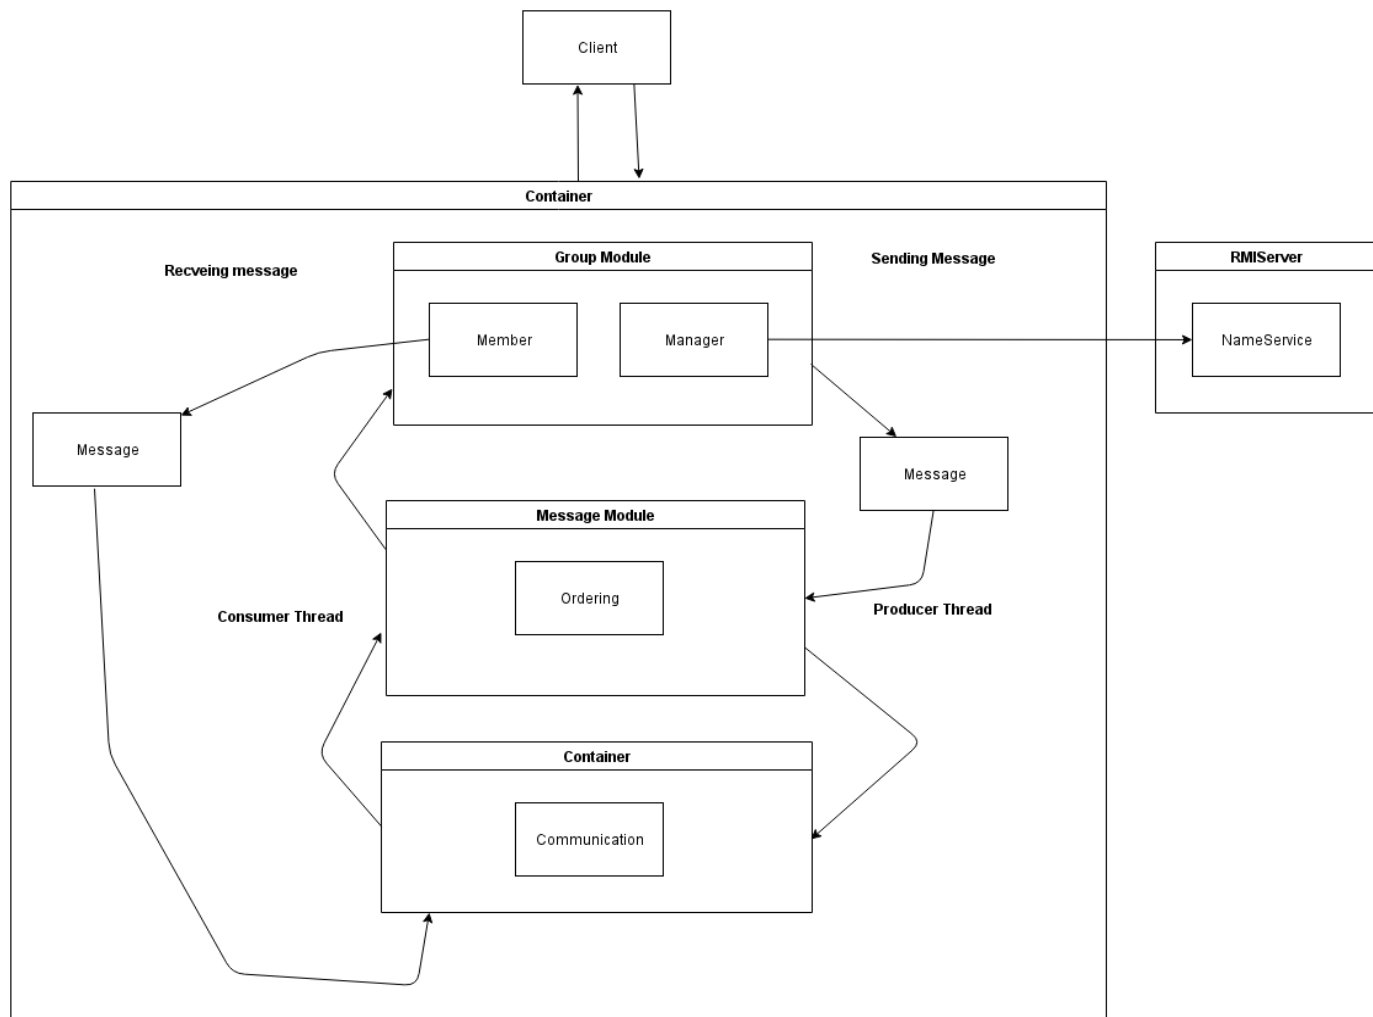 Client
Container
Group Module
Sending Message
RMIServer
Recveing message
Member
Manager
NameService
Message
Message
Message Module
Ordering
Consumer Thread
Producer Thread
Container
Communication